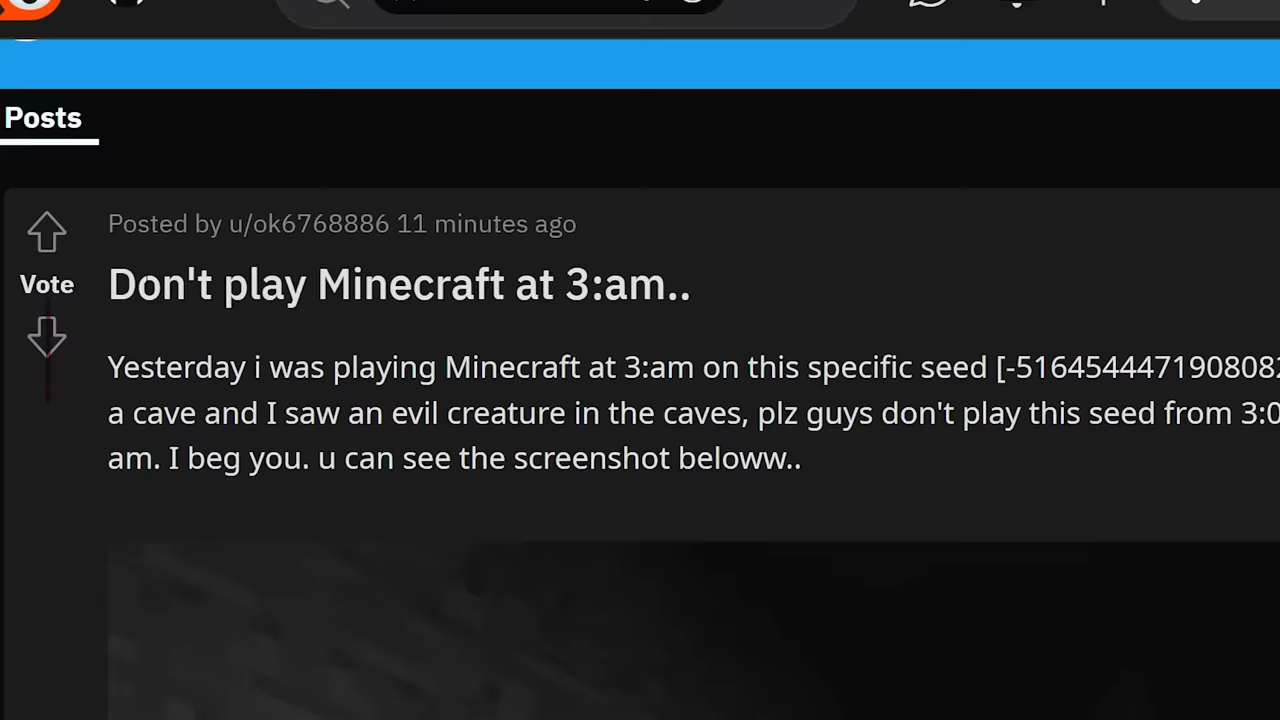 Posts
Posted by u/ok6768886 11 minutes ago
Vote
Don't play Minecraft at 3:am..
Yesterday i was playing Minecraft at 3:am on this specific seed [-516454447190808
a cave and I saw an evil creature in the caves, plz guys don't play this seed from 3:0
am. I beg you. u can see the screenshot beloww..